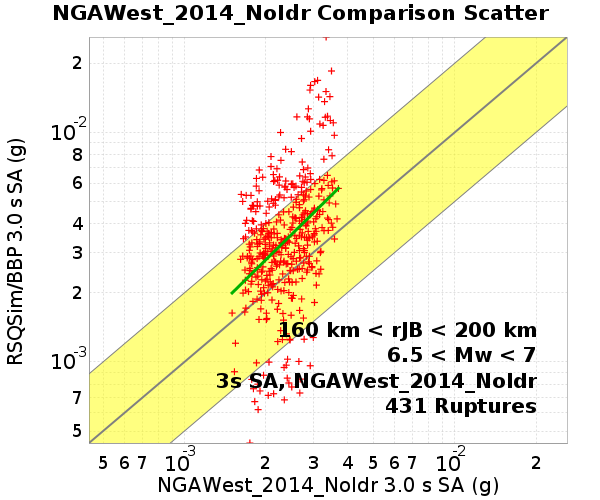 NGAWest_2014_NoIdr Comparison Scatter
RSQSim/BBP 3.0 s SA (g)
2
10-2
8
6
4
3
2
10-3
7
5
160 km < rJB < 200 km
6.5 < Mw < 7
3s SA, NGAWest_2014_NoIdr
431 Ruptures
5 6 7 10-3 2 3 4 5 6 7 10-2 2
NGAWest_2014_NoIdr 3.0 s SA (g)